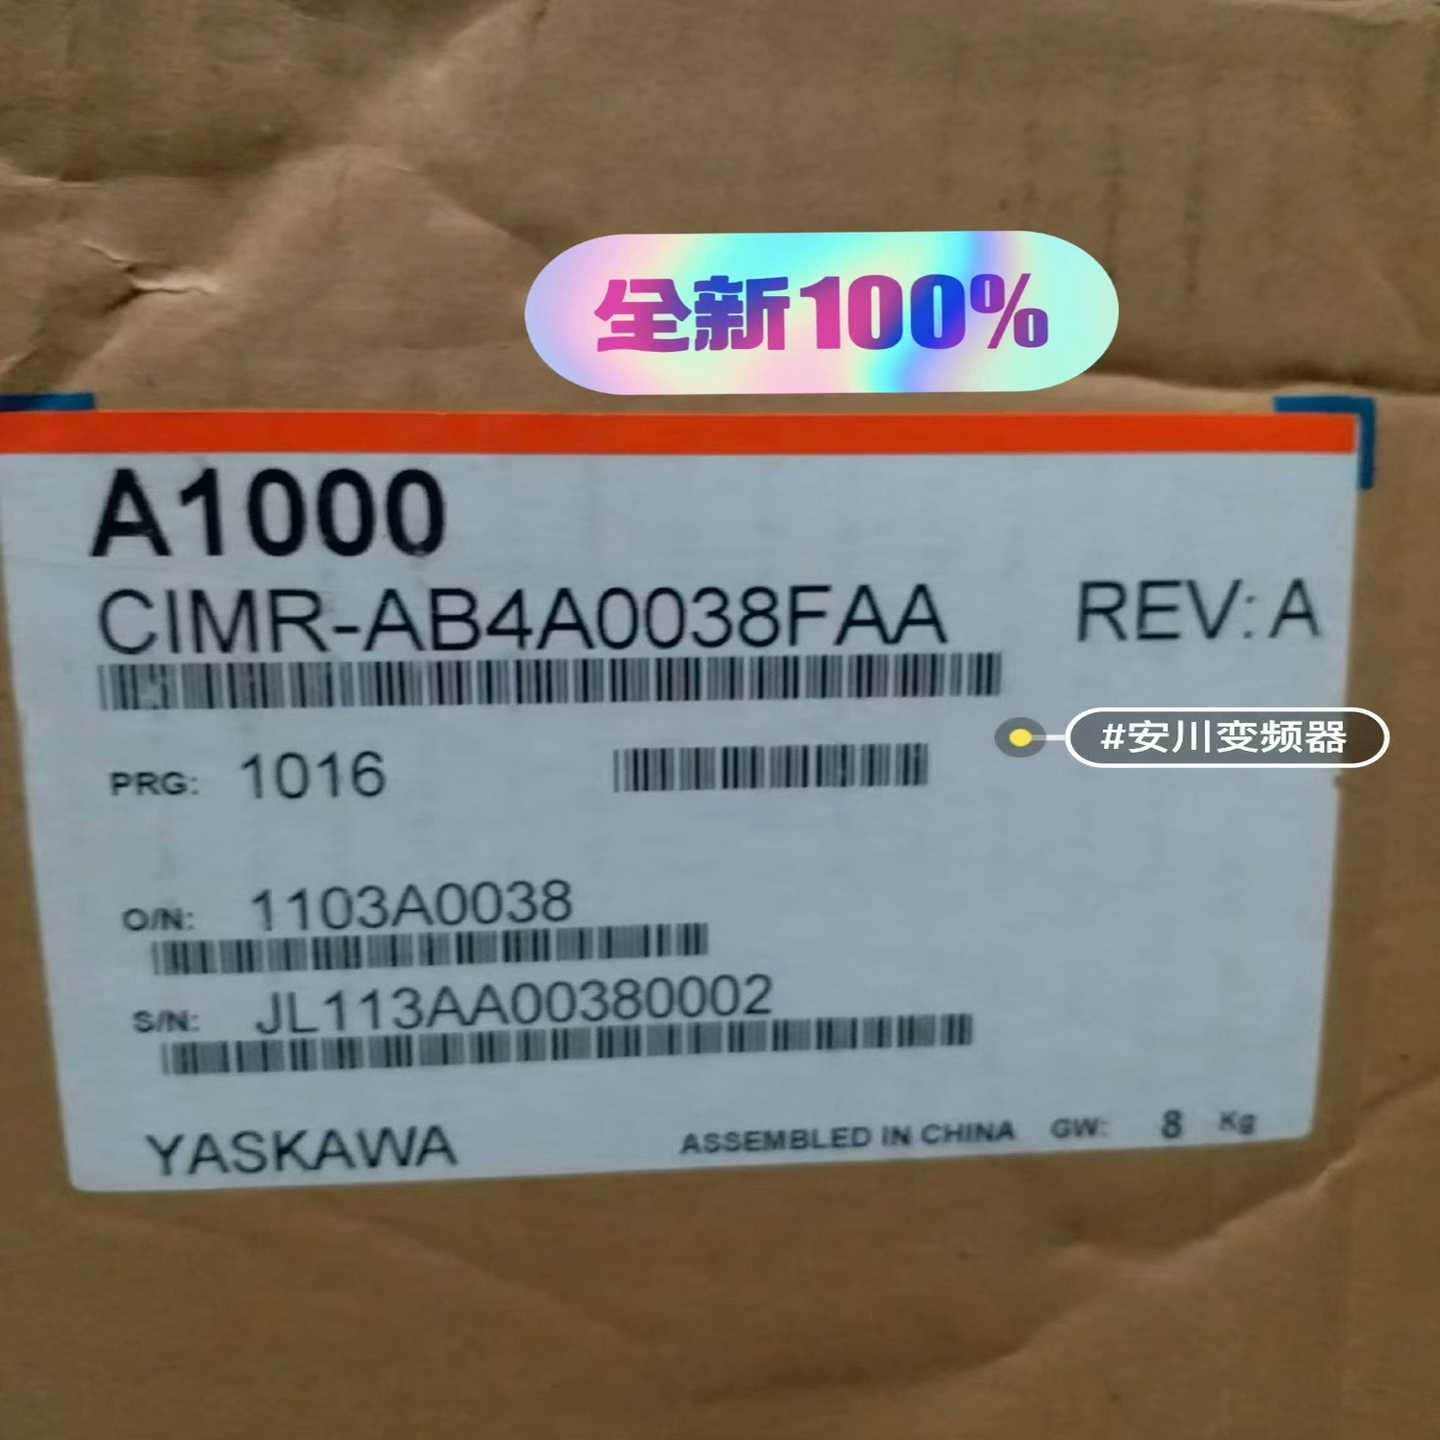 全新100%
A1000
CIMR-AB4A0038FAA REV: A
#安川变频器
PRG: 1016
O/N: 1103A0038
S/N: JL113AA00380002
YASKAWA ASSEMBLED IN CHINA GW: 8 Kg